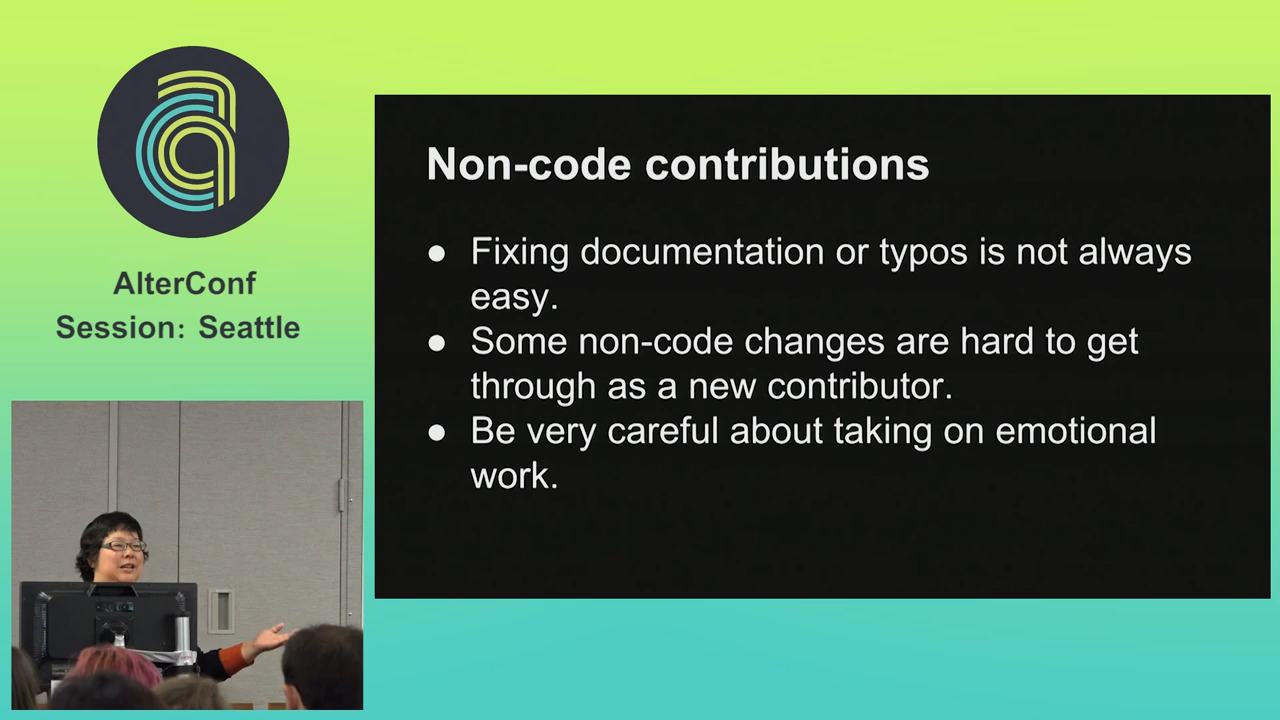 AlterConf
Session: Seattle
Non-code contributions
● Fixing documentation or typos is not always
easy.
● Some non-code changes are hard to get
through as a new contributor.
● Be very careful about taking on emotional
work.